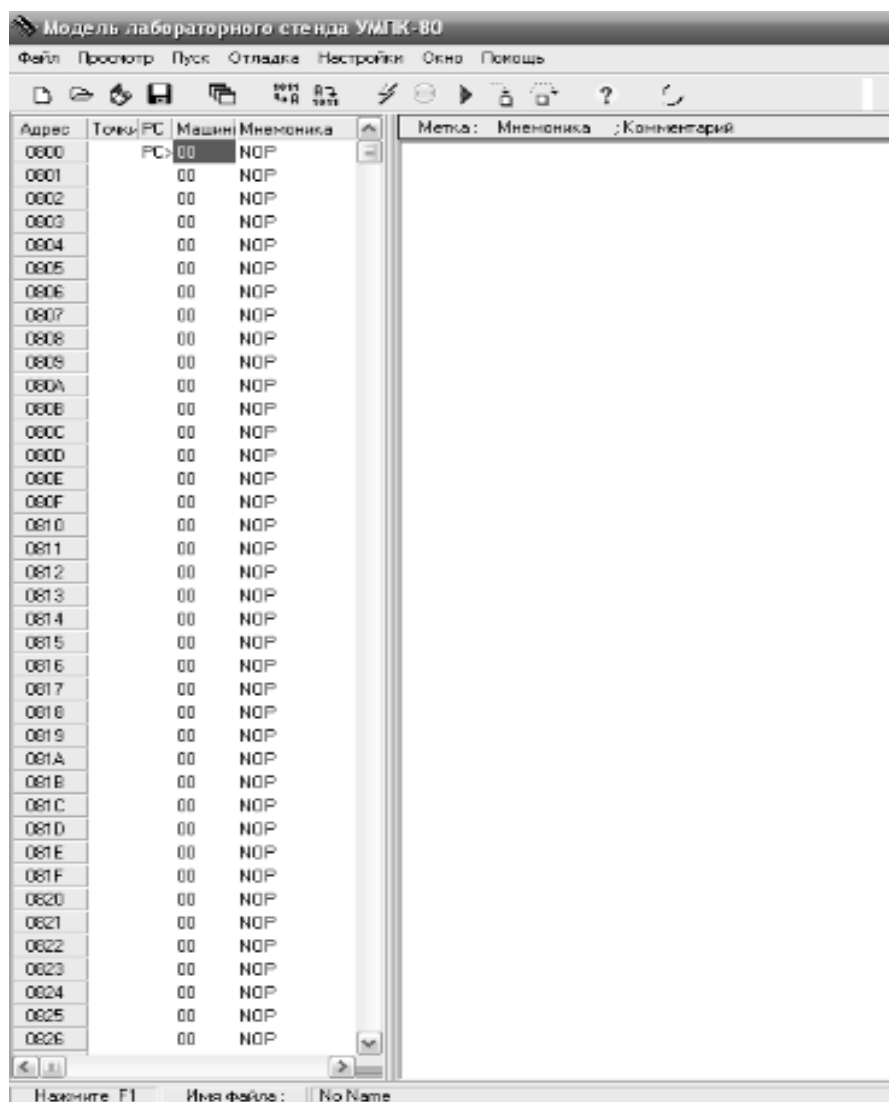 Модель лабораторного стенда УМПК-80
Файл Просмотр Пуск Отладка Настройки Окно Помощь
Адрес Точки PC Машин Мнемоника Метка: Мнемоника ;Комментарий
0800 PC> 00 NOP
0801 00 NOP
0802 00 NOP
0803 00 NOP
0804 00 NOP
0805 00 NOP
0806 00 NOP
0807 00 NOP
0808 00 NOP
0809 00 NOP
080A 00 NOP
080B 00 NOP
080C 00 NOP
080D 00 NOP
080E 00 NOP
080F 00 NOP
0810 00 NOP
0811 00 NOP
0812 00 NOP
0813 00 NOP
0814 00 NOP
0815 00 NOP
0816 00 NOP
0817 00 NOP
0818 00 NOP
0819 00 NOP
081A 00 NOP
081B 00 NOP
081C 00 NOP
081D 00 NOP
081E 00 NOP
081F 00 NOP
0820 00 NOP
0821 00 NOP
0822 00 NOP
0823 00 NOP
0824 00 NOP
0825 00 NOP
0826 00 NOP
Нажмите F1 Имя файла: No Name